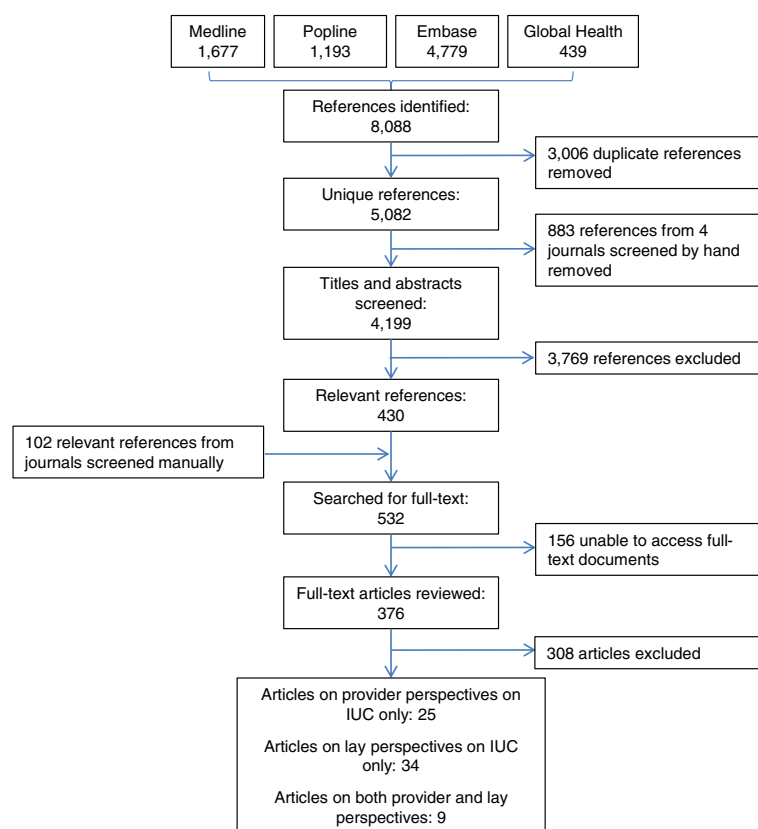 Medline
1,677
Popline
1,193
Embase
4,779
Global Health
439
References identified:
8,088
3,006 duplicate references
removed
Unique references:
5,082
883 references from 4
journals screened by hand
removed
Titles and abstracts
screened:
4,199
3,769 references excluded
Relevant references:
430
102 relevant references from
journals screened manually
Searched for full-text:
532
156 unable to access full-
text documents
Full-text articles reviewed:
376
308 articles excluded
Articles on provider perspectives on
IUC only: 25
Articles on lay perspectives on IUC
only: 34
Articles on both provider and lay
perspectives: 9